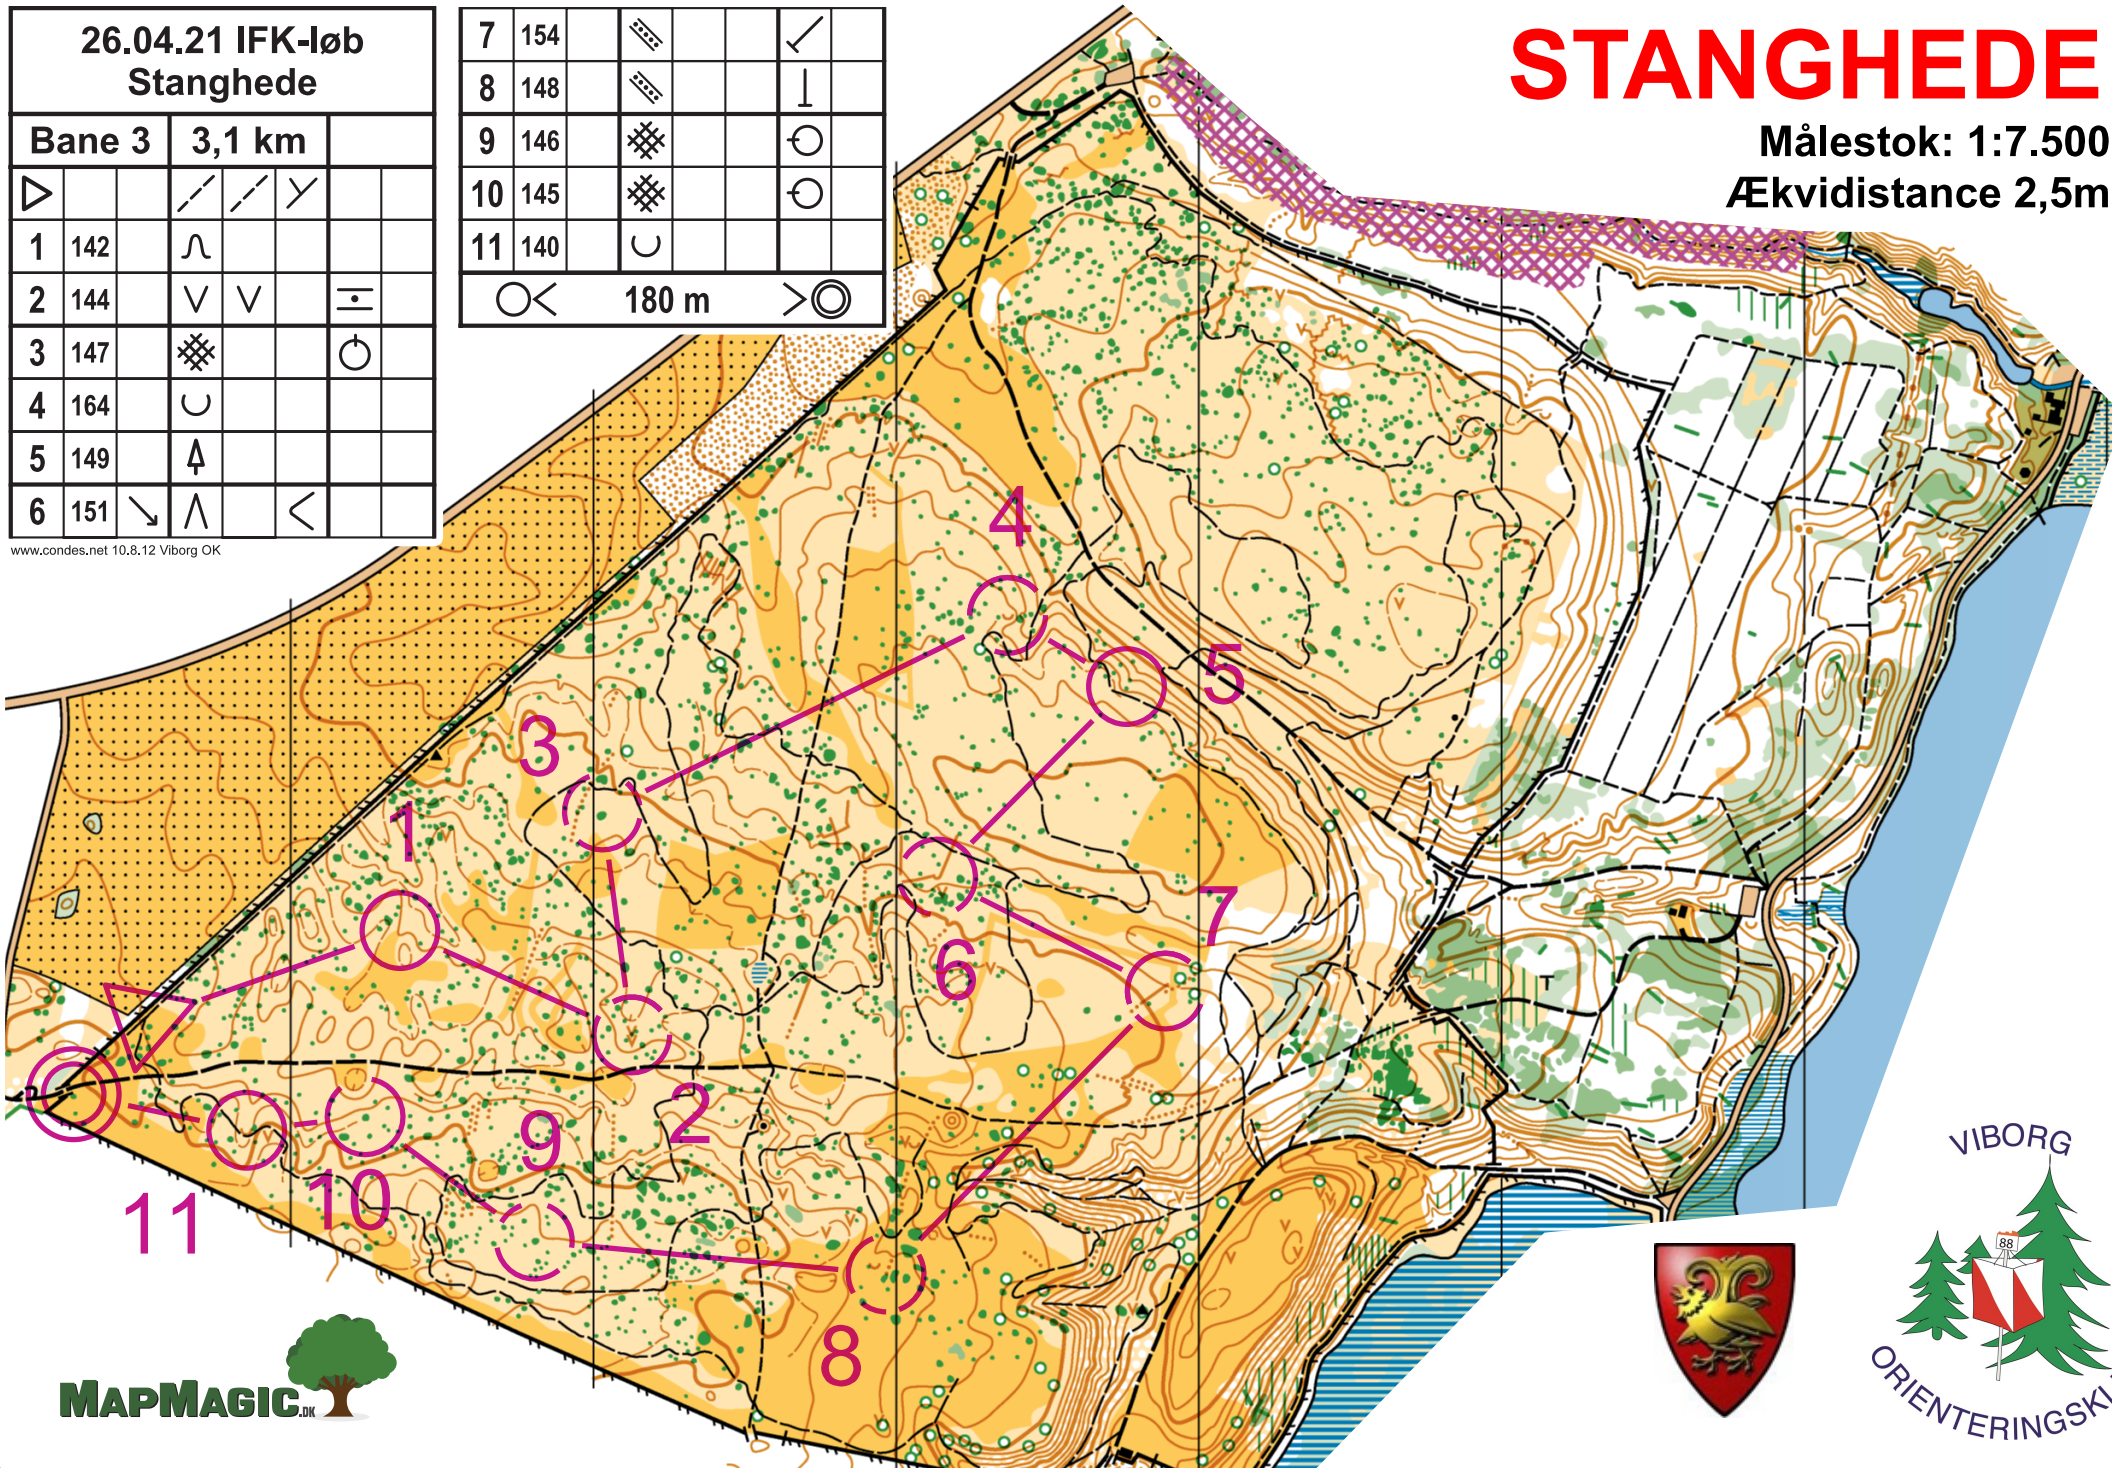 26.04.21 IFK-løb
Stanghede
Bane 3 3,1 km
1 142
2 144
3 147
4 164
5 149
6 151
www.condes.net 10.8.12 Viborg OK
7 154
8 148
9 146
10 145
11 140
180 m
STANGHEDE
Målestok: 1:7.500
Ækvidistance 2,5m
4
5
3
1
7
6
2
9
10
11
8
T
MAPMAGIC.DK
VIBORG
88